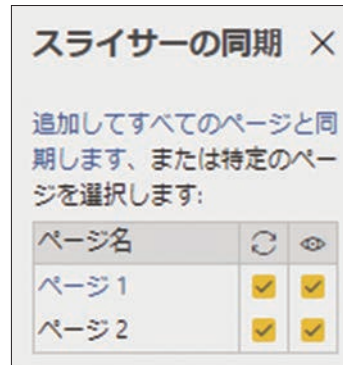 スライサーの同期
追加してすべてのページと同
期します、または特定のペー
ジを選択します:
ページ名
ページ 1
ページ 2